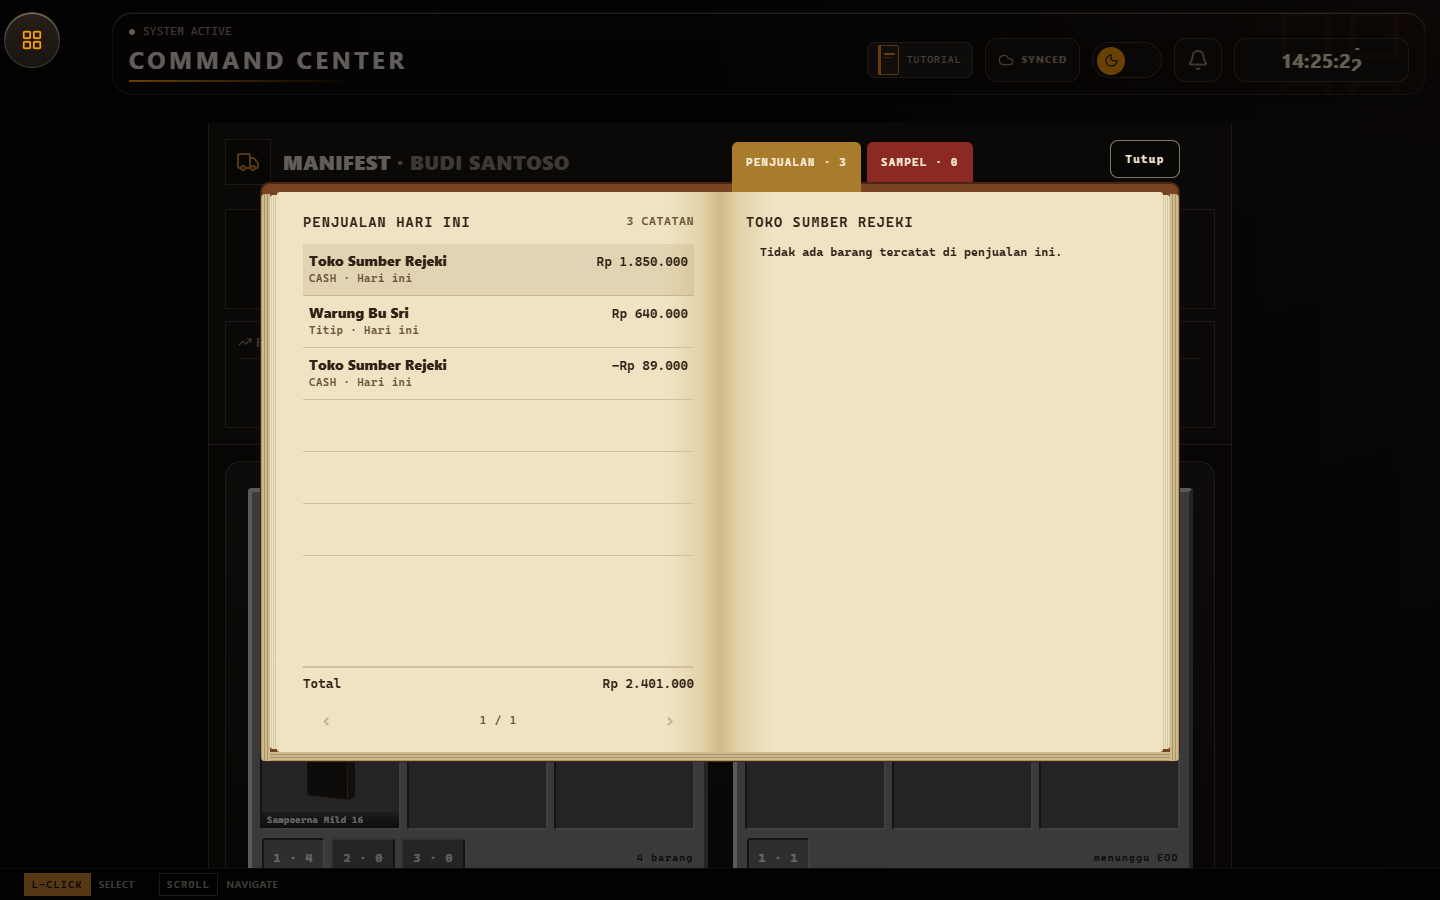 SYSTEM ACTIVE
COMMAND CENTER
TUTORIAL
SYNCED
14:25:22
MANIFEST · BUDI SANTOSO
PENJUALAN · 3
SAMPEL · 0
Tutup
PENJUALAN HARI INI
3 CATATAN
Toko Sumber Rejeki
Rp 1.850.000
CASH · Hari ini
Warung Bu Sri
Rp 640.000
Titip · Hari ini
Toko Sumber Rejeki
−Rp 89.000
CASH · Hari ini
Total
Rp 2.401.000
‹
1 / 1
›
TOKO SUMBER REJEKI
Tidak ada barang tercatat di penjualan ini.
Sampoerna Mild 16
1 · 4
2 · 0
3 · 0
4 barang
1 · 1
menunggu EOD
L-CLICK
SELECT
SCROLL
NAVIGATE